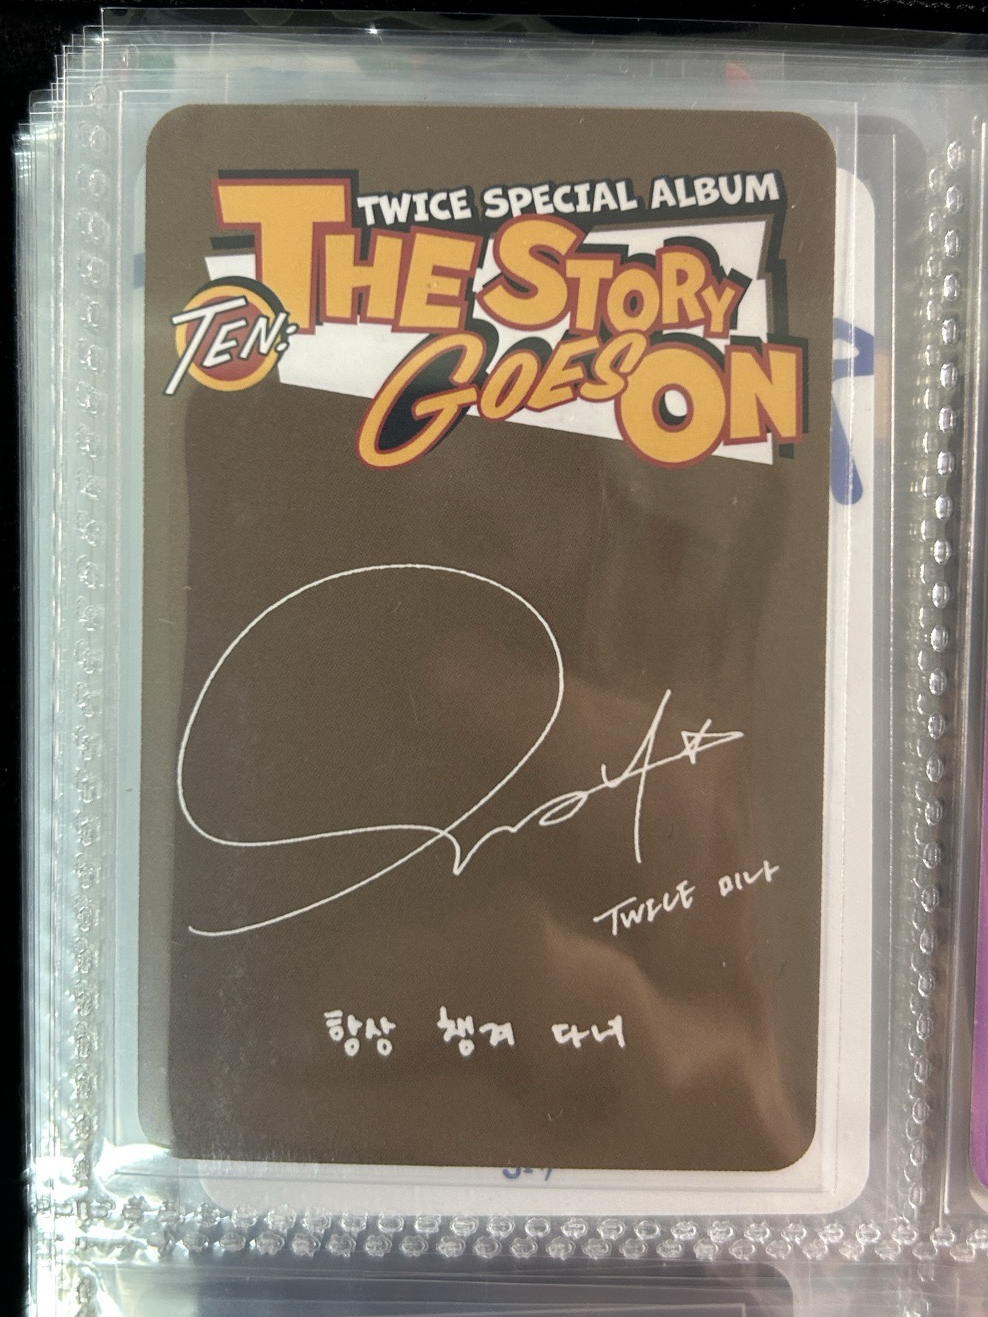 TWICE SPECIAL ALBUM
TEN:
THE STORY
GOES ON
TWICE 미나
항상 챙겨 다녀